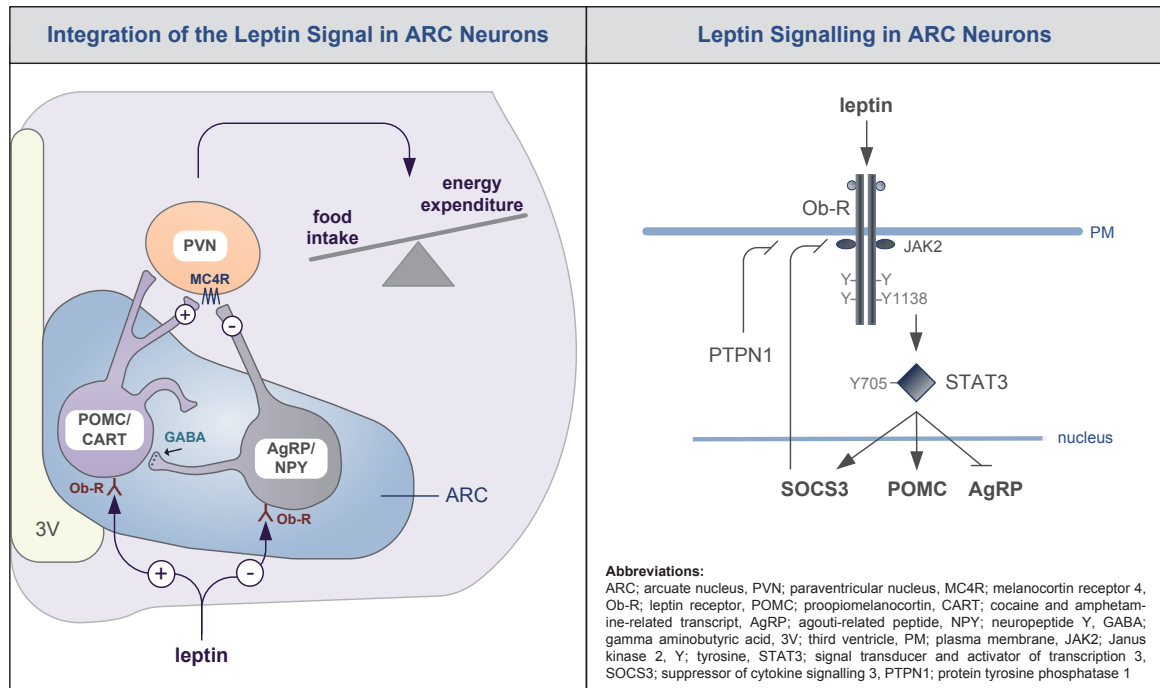 Integration of the Leptin Signal in ARC Neurons
energy
expenditure
food
intake
PVN
MC4R
+
-
POMC/
CART
GABA
AgRP/
NPY
Ob-R
Ob-R
ARC
3V
+
-
leptin
Leptin Signalling in ARC Neurons
leptin
Ob-R
PM
JAK2
Y
Y
Y
Y1138
PTPN1
Y705
STAT3
nucleus
SOCS3
POMC
AgRP
Abbreviations:
ARC; arcuate nucleus, PVN; paraventricular nucleus, MC4R; melanocortin receptor 4,
Ob-R; leptin receptor, POMC; proopiomelanocortin, CART; cocaine and amphetam-
ine-related transcript, AgRP; agouti-related peptide, NPY; neuropeptide Y, GABA;
gamma aminobutyric acid, 3V; third ventricle, PM; plasma membrane, JAK2; Janus
kinase 2, Y; tyrosine, STAT3; signal transducer and activator of transcription 3,
SOCS3; suppressor of cytokine signalling 3, PTPN1; protein tyrosine phosphatase 1